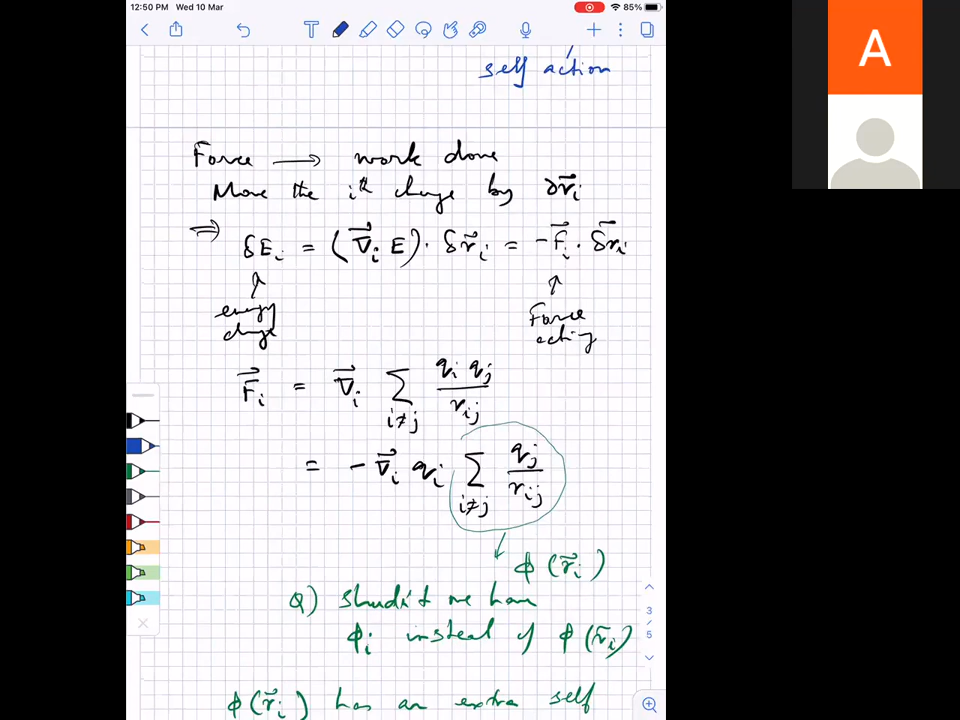 12:50 PM Wed 10 Mar
85%
self action
A
Force ⟶ work done
Move the iᵗʰ charge by δr⃗ᵢ
⇒ δEᵢ = (∇⃗ᵢ E) · δr⃗ᵢ = -F⃗ᵢ · δr⃗ᵢ
energy change
Force acting
F⃗ᵢ = ∇⃗ᵢ ∑_{i≠j} qᵢ qⱼ / rᵢⱼ
= - ∇⃗ᵢ qᵢ ∑_{i≠j} qⱼ / rᵢⱼ
ϕ (r⃗ᵢ)
Q) Shouldn't we have
ϕᵢ instead of ϕ(r⃗ᵢ)
3
/
5
ϕ(r⃗ᵢ) has an extra self